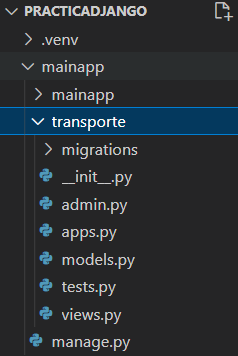 PRACTICADJANGO
.venv
mainapp
mainapp
transporte
migrations
__init__.py
admin.py
apps.py
models.py
tests.py
views.py
manage.py